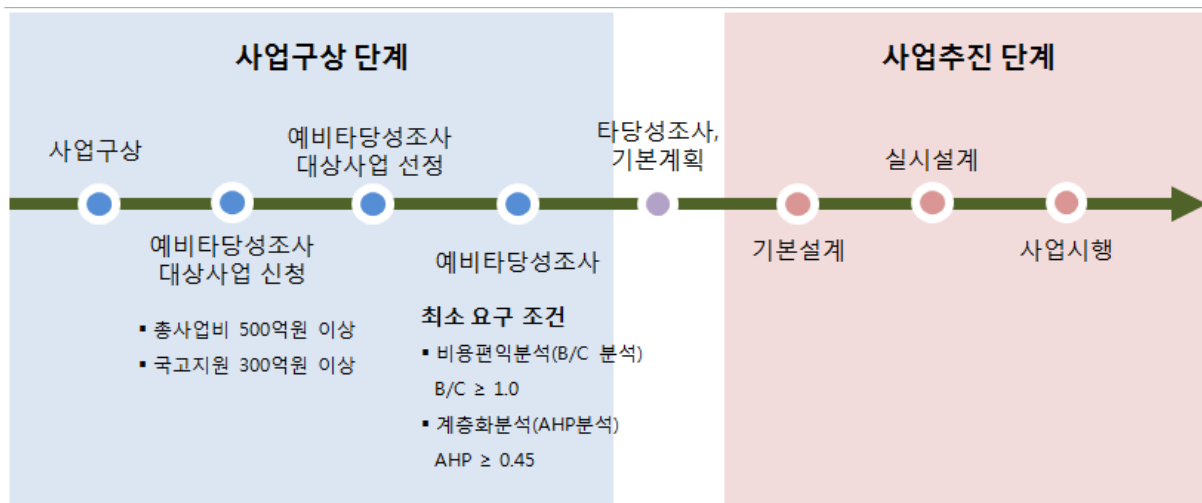 사업구상 단계
사업추진 단계
사업구상
예비타당성조사
대상사업 신청
▪ 총사업비 500억원 이상
▪ 국고지원 300억원 이상
예비타당성조사
대상사업 선정
예비타당성조사
최소 요구 조건
▪ 비용편익분석(B/C 분석)
B/C ≥ 1.0
▪ 계층화분석(AHP분석)
AHP ≥ 0.45
타당성조사,
기본계획
기본설계
실시설계
사업시행